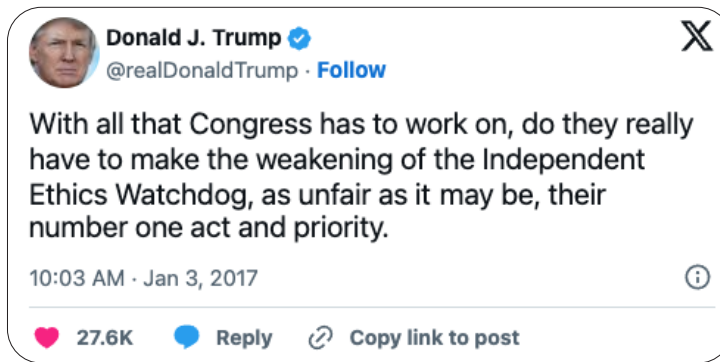 Donald J. Trump
@realDonaldTrump · Follow
With all that Congress has to work on, do they really
have to make the weakening of the Independent
Ethics Watchdog, as unfair as it may be, their
number one act and priority.
10:03 AM · Jan 3, 2017
27.6K Reply Copy link to post